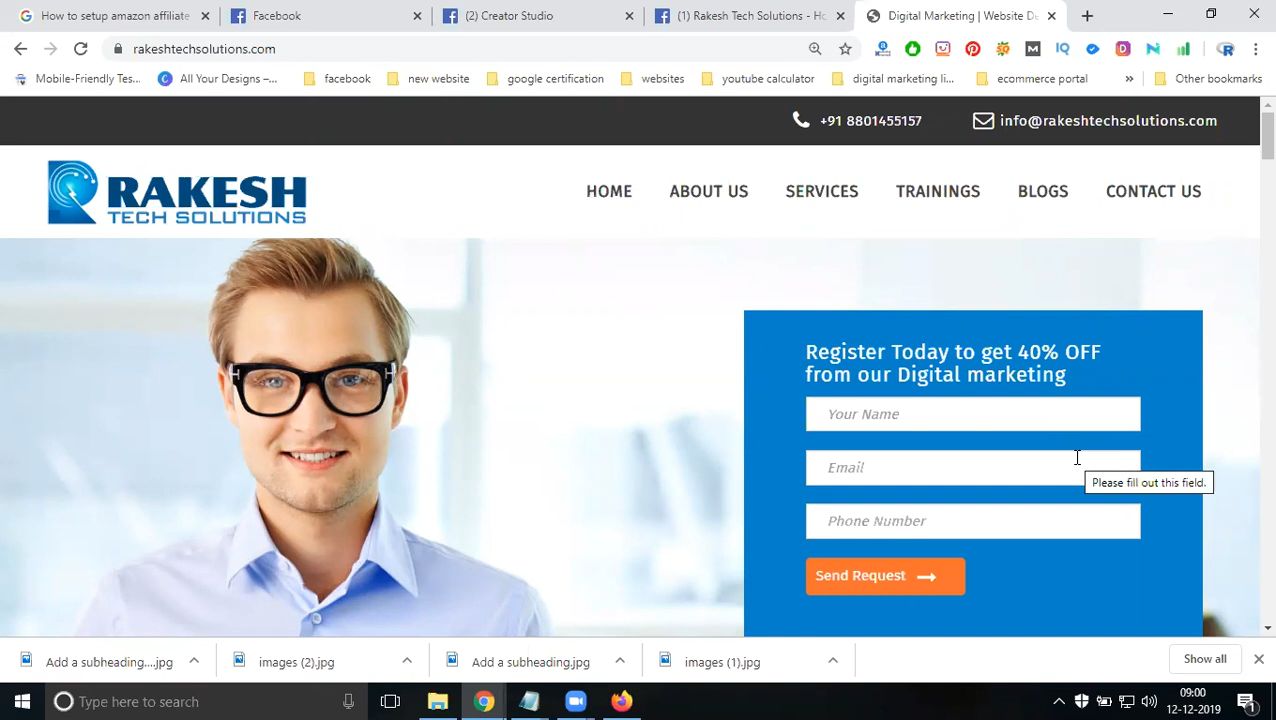 How to setup amazon affiliate
Facebook
(2) Creator Studio
(1) Rakesh Tech Solutions - Ho
Digital Marketing | Website De
rakeshtechsolutions.com
Mobile-Friendly Tes...
All Your Designs –...
facebook
new website
google certification
websites
youtube calculator
digital marketing li...
ecommerce portal
Other bookmarks
+91 8801455157
info@rakeshtechsolutions.com
RAKESH
TECH SOLUTIONS
HOME
ABOUT US
SERVICES
TRAININGS
BLOGS
CONTACT US
Register Today to get 40% OFF
from our Digital marketing
Your Name
Email
Please fill out this field.
Phone Number
Send Request
Add a subheading....jpg
images (2).jpg
Add a subheading.jpg
images (1).jpg
Show all
Type here to search
09:00
12-12-2019